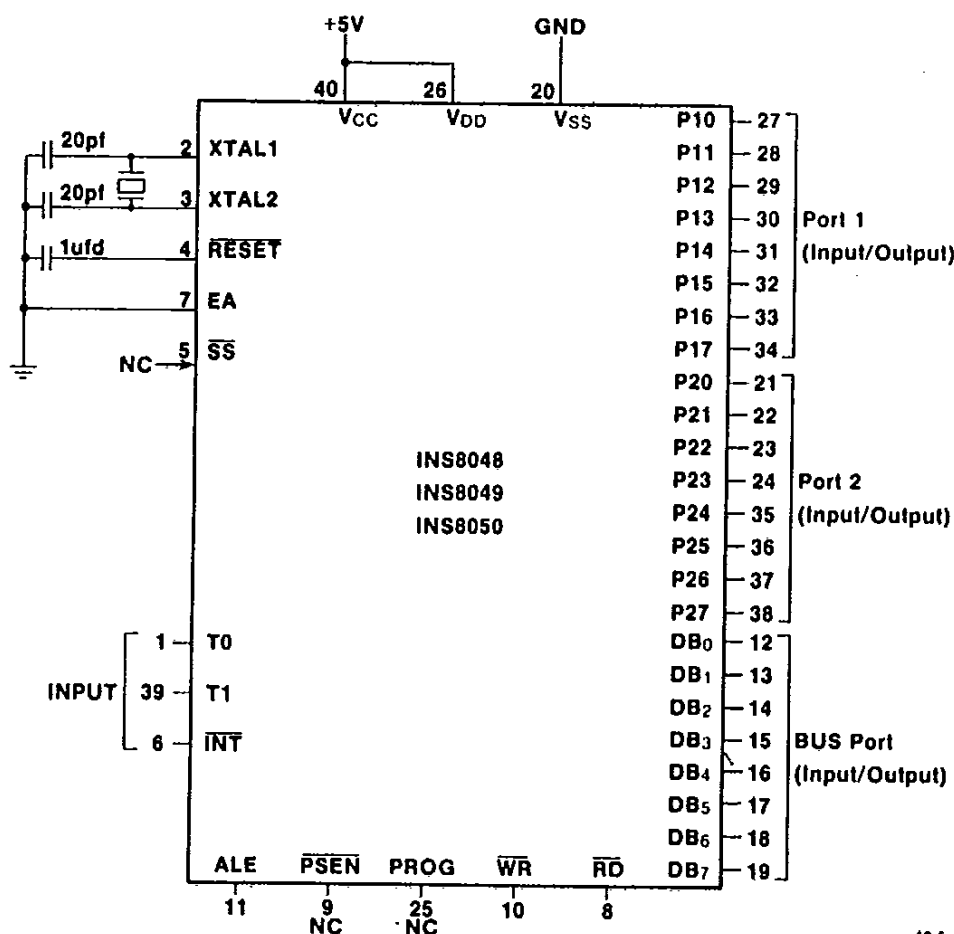 +5V
GND
40
26
20
VCC
VDD
VSS
20pf
2
XTAL1
20pf
3
XTAL2
1ufd
4
RESET
7
EA
NC
5
SS
P10
27
P11
28
P12
29
P13
30
P14
31
P15
32
P16
33
P17
34
Port 1
(Input/Output)
P20
21
P21
22
P22
23
P23
24
P24
35
P25
36
P26
37
P27
38
Port 2
(Input/Output)
INS8048
INS8049
INS8050
INPUT
1
T0
39
T1
6
INT
DB0
12
DB1
13
DB2
14
DB3
15
DB4
16
DB5
17
DB6
18
DB7
19
BUS Port
(Input/Output)
ALE
PSEN
PROG
WR
RD
11
9
25
10
8
NC
NC